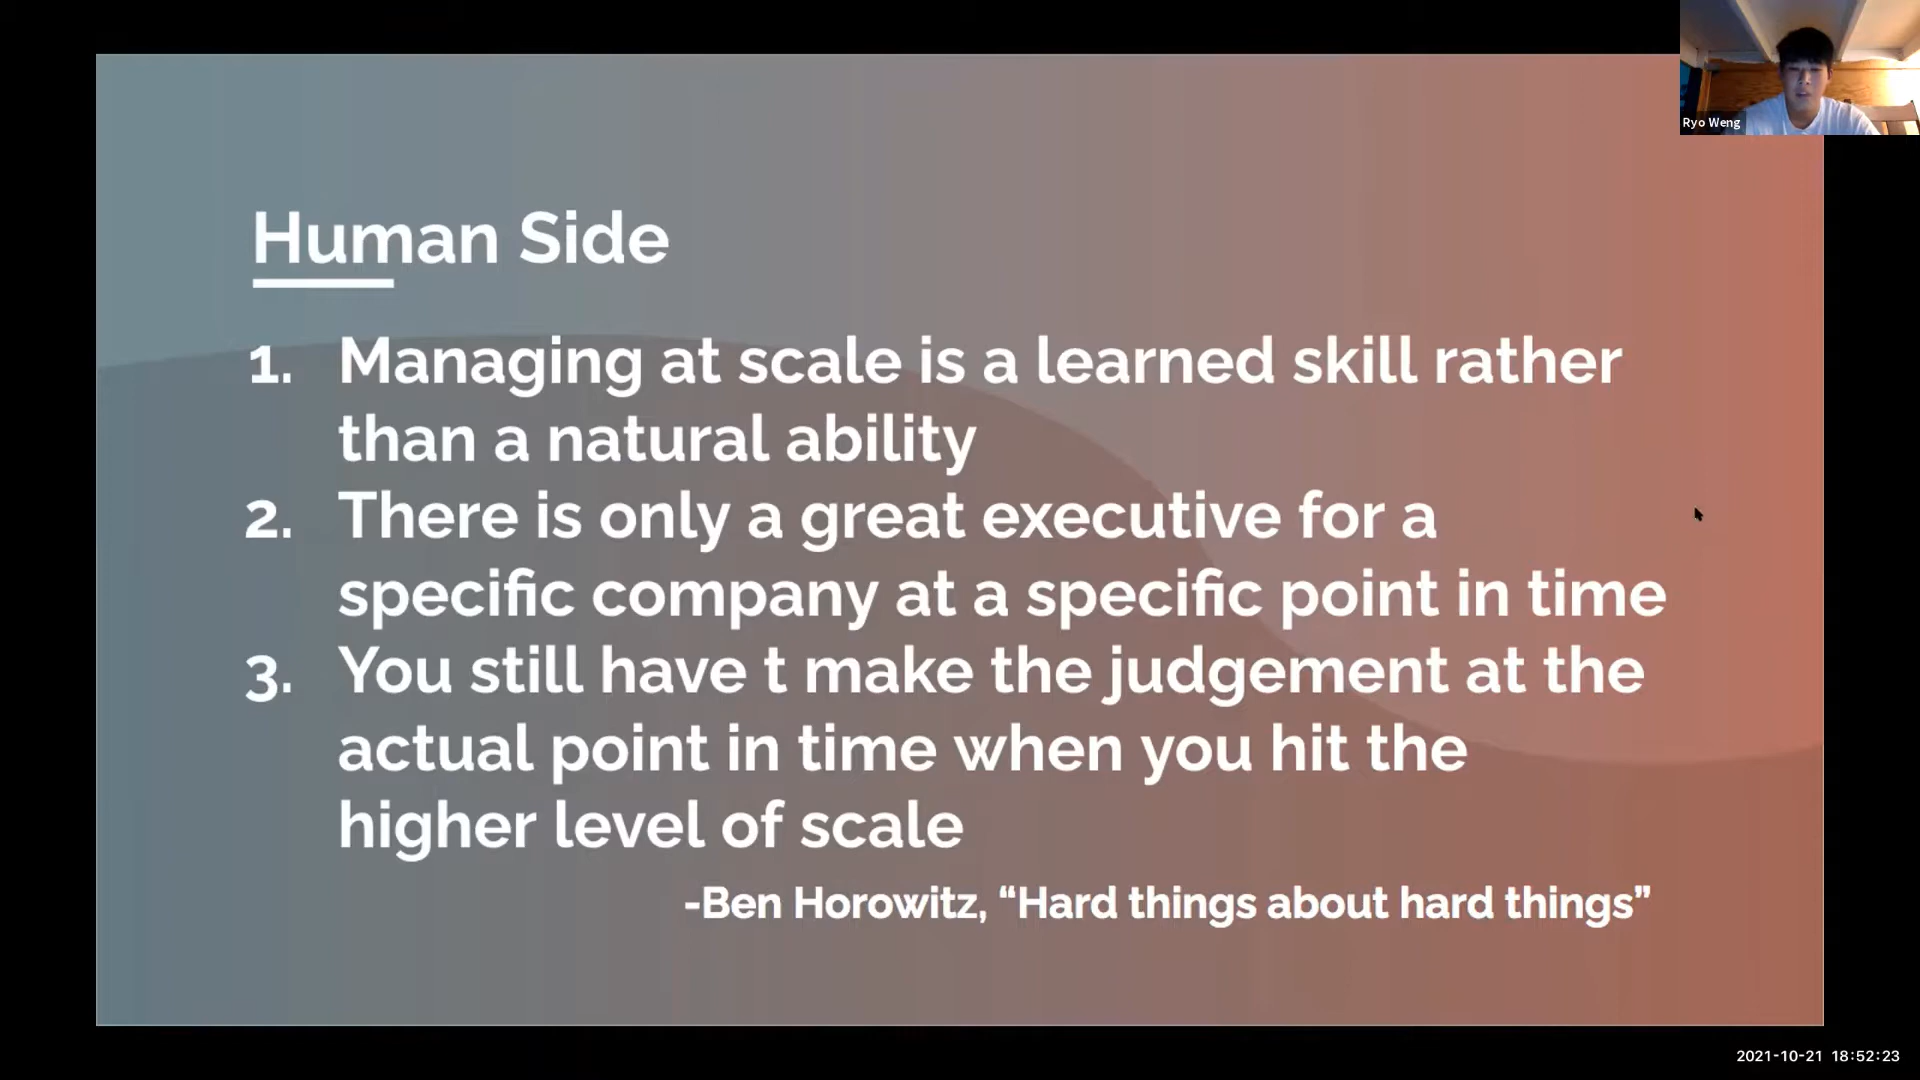 Ryo Weng
Human Side
1. Managing at scale is a learned skill rather
than a natural ability
2. There is only a great executive for a
specific company at a specific point in time
3. You still have t make the judgement at the
actual point in time when you hit the
higher level of scale
-Ben Horowitz, “Hard things about hard things”
2021-10-21 18:52:23